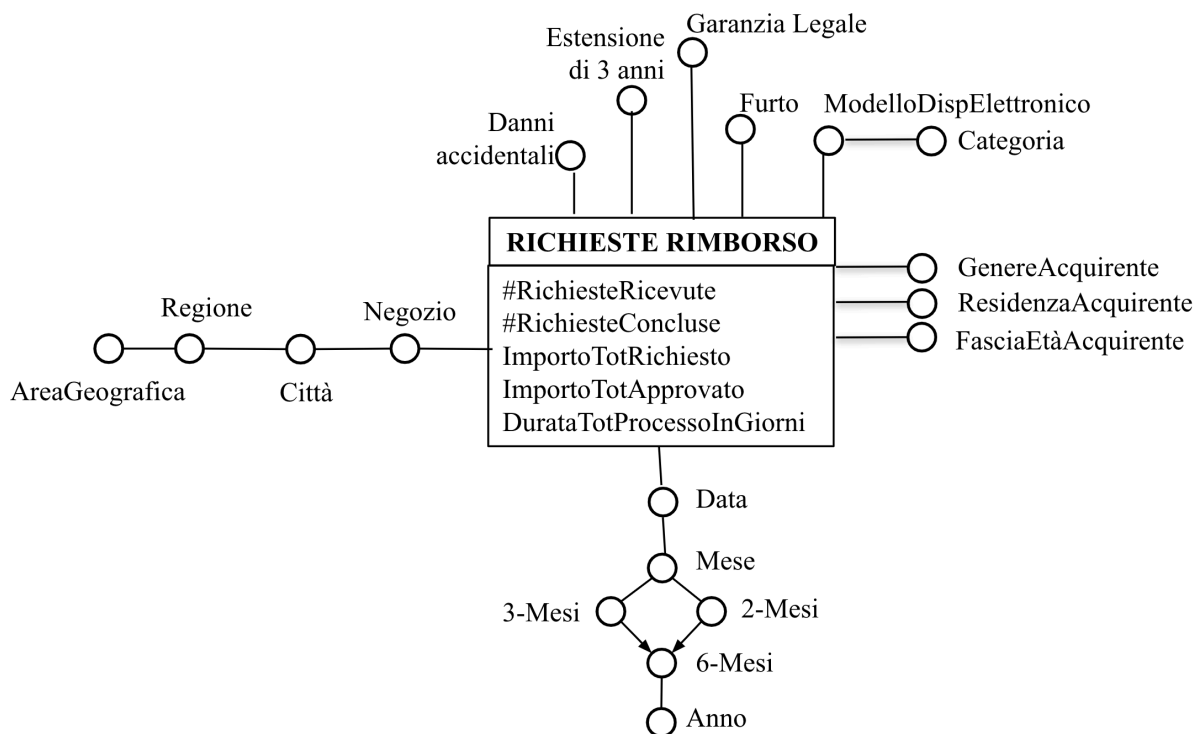 Garanzia Legale
Estensione
di 3 anni
Furto
ModelloDispElettronico
Danni
accidentali
Categoria
RICHIESTE RIMBORSO
GenereAcquirente
#RichiesteRicevute
ResidenzaAcquirente
#RichiesteConcluse
FasciaEtàAcquirente
ImportoTotRichiesto
ImportoTotApprovato
DurataTotProcessoInGiorni
Regione
Negozio
AreaGeografica
Città
Data
Mese
3-Mesi
2-Mesi
6-Mesi
Anno